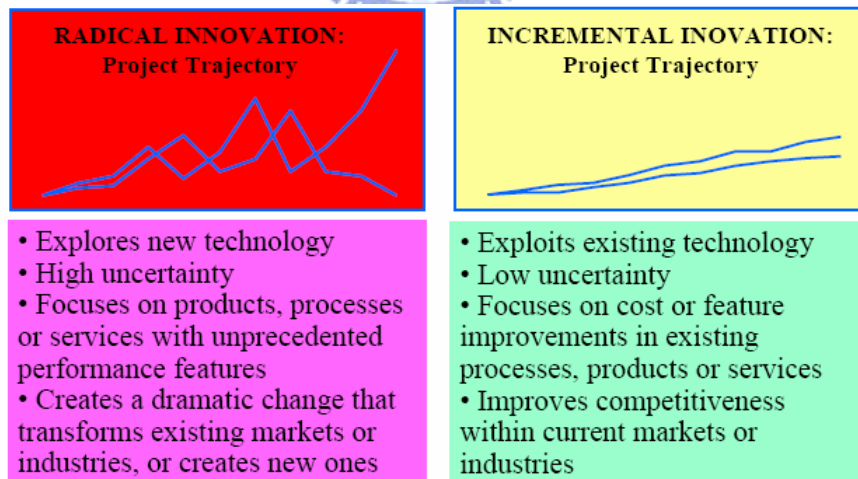 RADICAL INNOVATION:
Project Trajectory
INCREMENTAL INOVATION:
Project Trajectory
• Explores new technology
• High uncertainty
• Focuses on products, processes
or services with unprecedented
performance features
• Creates a dramatic change that
transforms existing markets or
industries, or creates new ones
• Exploits existing technology
• Low uncertainty
• Focuses on cost or feature
improvements in existing
processes, products or services
• Improves competitiveness
within current markets or
industries